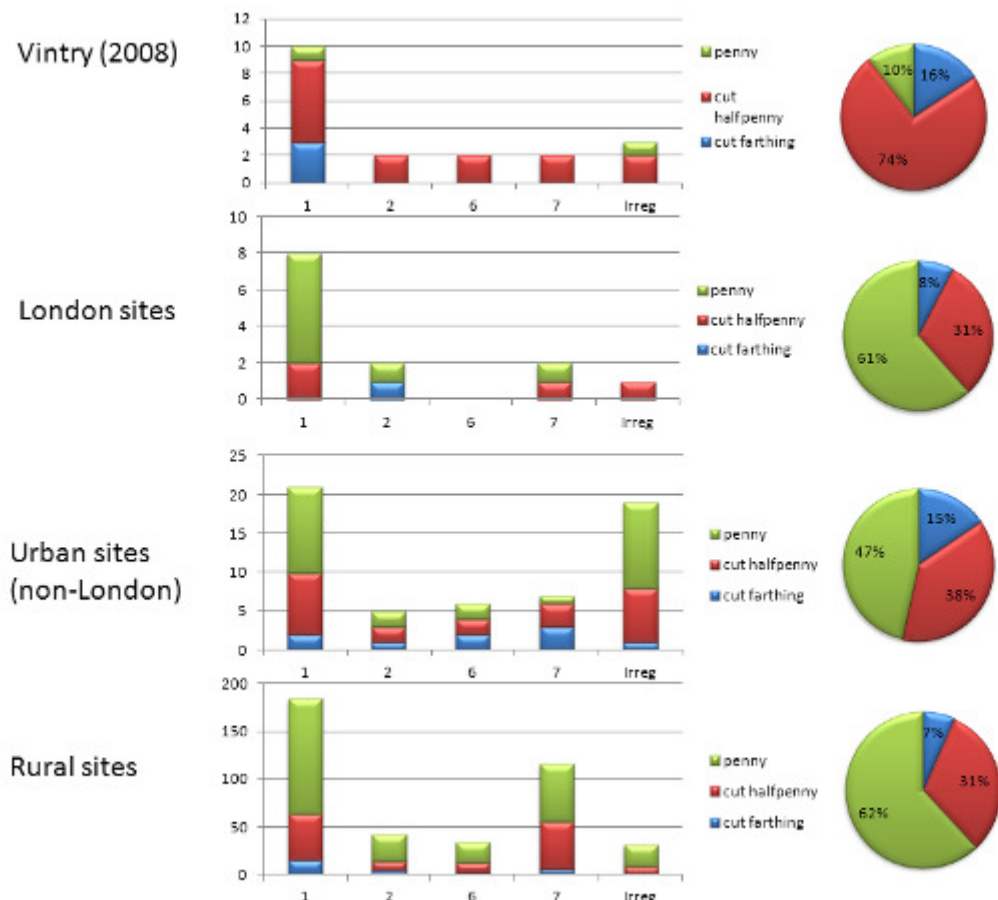 Vintry (2008)
12
10
8
6
4
2
0
1 2 6 7 Irreg
penny
cut
halfpenny
cut farthing
10% 16%
74%
London sites
10
8
6
4
2
0
1 2 6 7 Irreg
penny
cut halfpenny
cut farthing
8%
31%
61%
Urban sites
(non-London)
25
20
15
10
5
0
1 2 6 7 Irreg
penny
cut halfpenny
cut farthing
15%
47%
38%
Rural sites
200
150
100
50
0
1 2 6 7 Irreg
penny
cut halfpenny
cut farthing
7%
31%
62%